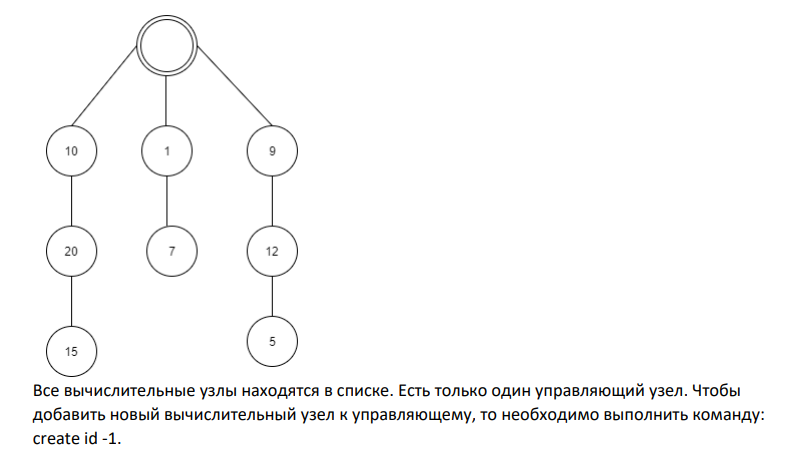 10
1
9
20
7
12
15
5
Все вычислительные узлы находятся в списке. Есть только один управляющий узел. Чтобы
добавить новый вычислительный узел к управляющему, то необходимо выполнить команду:
create id -1.